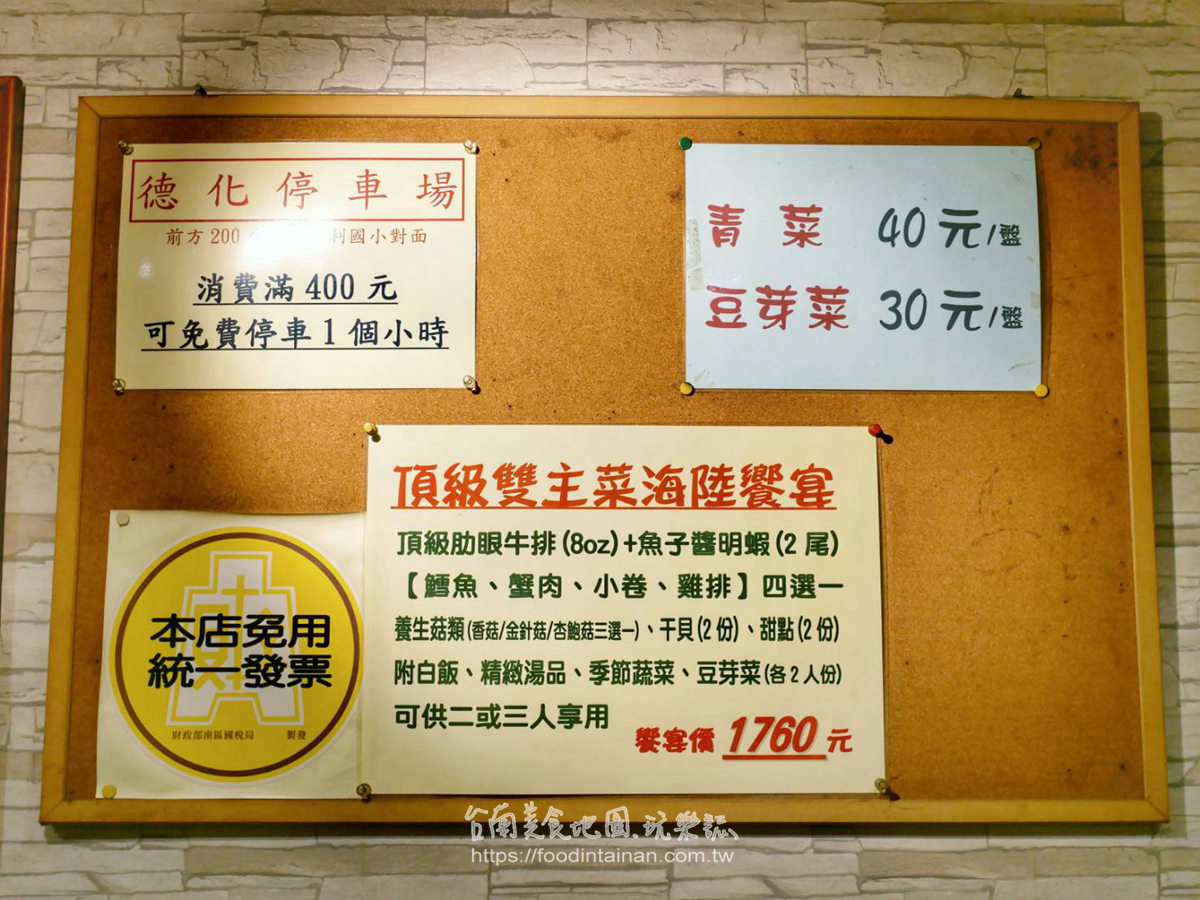 德化停車場
前方200 利國小對面
消費滿400元
可免費停車1個小時
青菜 40元/盤
豆芽菜 30元/盤
頂級雙主菜海陸饗宴
頂級肋眼牛排(8oz)+魚子醬明蝦(2尾)
【鱈魚、蟹肉、小卷、雞排】四選一
養生菇類(香菇/金針菇/杏鮑菇三選一)、干貝(2份)、甜點(2份)
附白飯、精緻湯品、季節蔬菜、豆芽菜(各2人份)
可供二或三人享用
饗宴價 1760元
本店免用
統一發票
財政部南區國稅局 製發
台南美食地圖.玩樂誌
https://foodintainan.com.tw